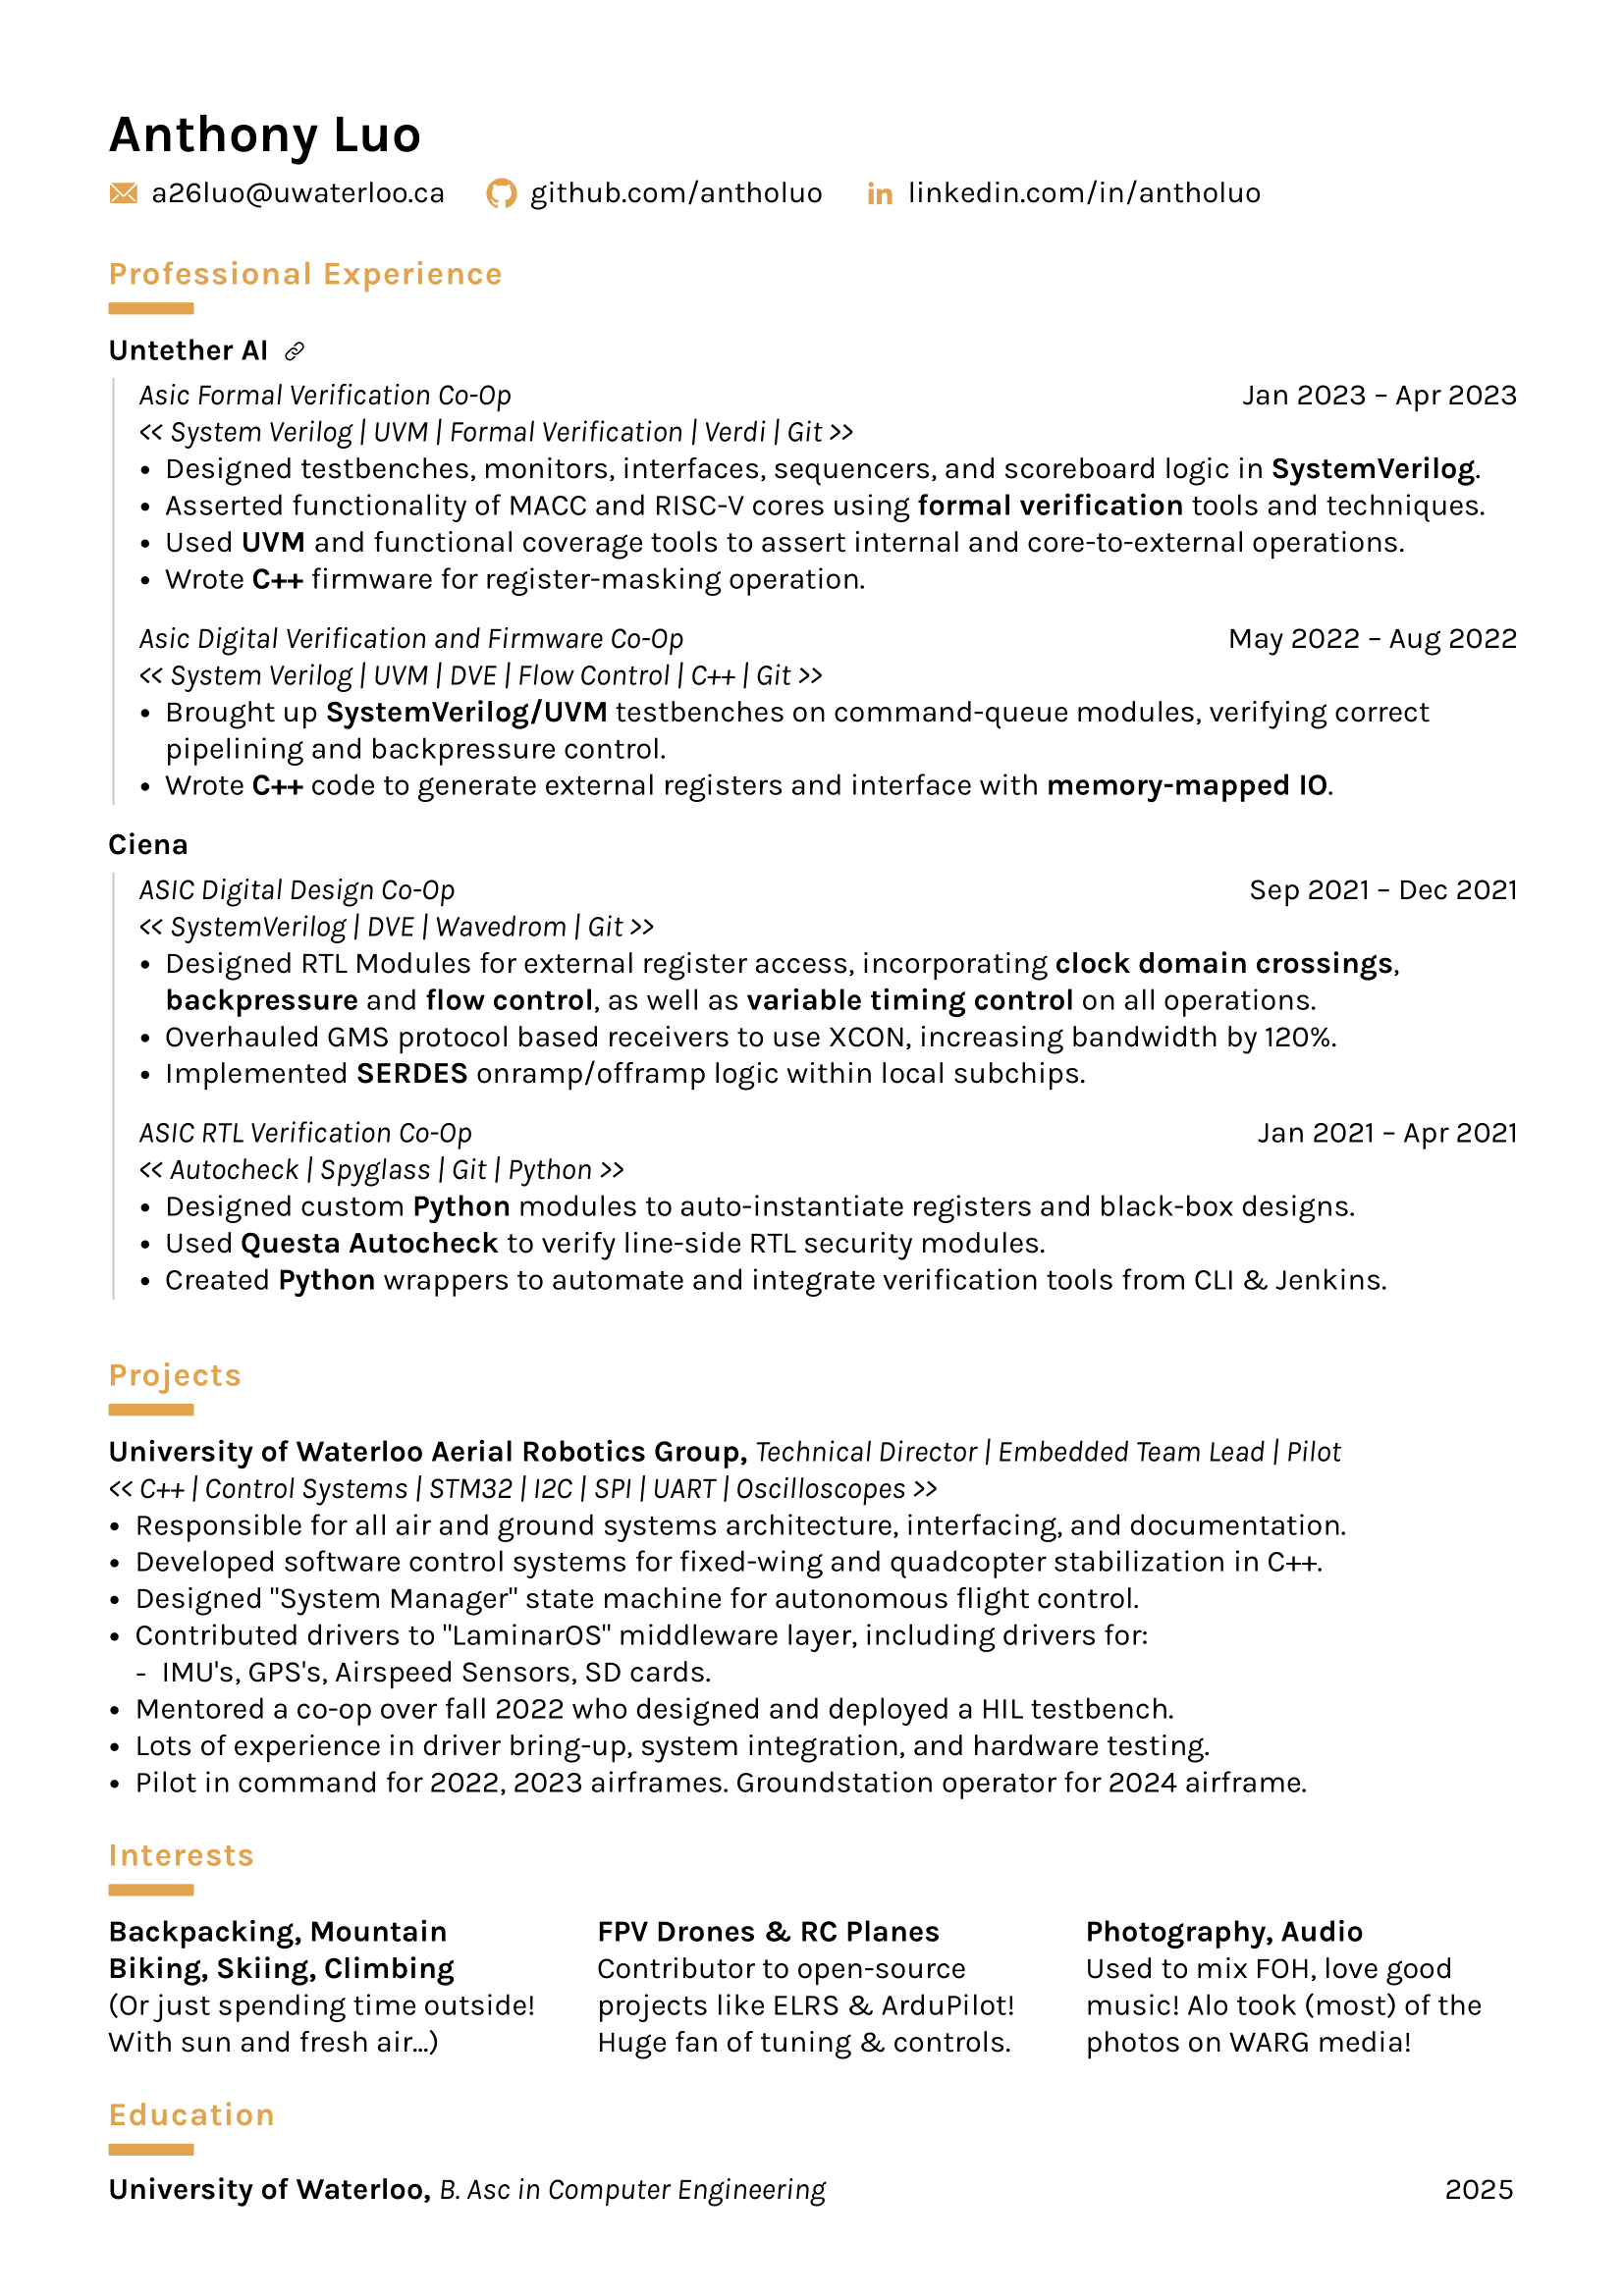 Anthony Luo
a26luo@uwaterloo.ca github.com/antholuo linkedin.com/in/antholuo
Professional Experience
Untether AI
Asic Formal Verification Co-Op Jan 2023 – Apr 2023
<< System Verilog | UVM | Formal Verification | Verdi | Git >>
• Designed testbenches, monitors, interfaces, sequencers, and scoreboard logic in SystemVerilog.
• Asserted functionality of MACC and RISC-V cores using formal verification tools and techniques.
• Used UVM and functional coverage tools to assert internal and core-to-external operations.
• Wrote C++ firmware for register-masking operation.
Asic Digital Verification and Firmware Co-Op May 2022 – Aug 2022
<< System Verilog | UVM | DVE | Flow Control | C++ | Git >>
• Brought up SystemVerilog/UVM testbenches on command-queue modules, verifying correct
pipelining and backpressure control.
• Wrote C++ code to generate external registers and interface with memory-mapped IO.
Ciena
ASIC Digital Design Co-Op Sep 2021 – Dec 2021
<< SystemVerilog | DVE | Wavedrom | Git >>
• Designed RTL Modules for external register access, incorporating clock domain crossings,
backpressure and flow control, as well as variable timing control on all operations.
• Overhauled GMS protocol based receivers to use XCON, increasing bandwidth by 120%.
• Implemented SERDES onramp/offramp logic within local subchips.
ASIC RTL Verification Co-Op Jan 2021 – Apr 2021
<< Autocheck | Spyglass | Git | Python >>
• Designed custom Python modules to auto-instantiate registers and black-box designs.
• Used Questa Autocheck to verify line-side RTL security modules.
• Created Python wrappers to automate and integrate verification tools from CLI & Jenkins.
Projects
University of Waterloo Aerial Robotics Group, Technical Director | Embedded Team Lead | Pilot
<< C++ | Control Systems | STM32 | I2C | SPI | UART | Oscilloscopes >>
• Responsible for all air and ground systems architecture, interfacing, and documentation.
• Developed software control systems for fixed-wing and quadcopter stabilization in C++.
• Designed "System Manager" state machine for autonomous flight control.
• Contributed drivers to "LaminarOS" middleware layer, including drivers for:
- IMU's, GPS's, Airspeed Sensors, SD cards.
• Mentored a co-op over fall 2022 who designed and deployed a HIL testbench.
• Lots of experience in driver bring-up, system integration, and hardware testing.
• Pilot in command for 2022, 2023 airframes. Groundstation operator for 2024 airframe.
Interests
Backpacking, Mountain
Biking, Skiing, Climbing
(Or just spending time outside!
With sun and fresh air...)
FPV Drones & RC Planes
Contributor to open-source
projects like ELRS & ArduPilot!
Huge fan of tuning & controls.
Photography, Audio
Used to mix FOH, love good
music! Alo took (most) of the
photos on WARG media!
Education
University of Waterloo, B. Asc in Computer Engineering 2025